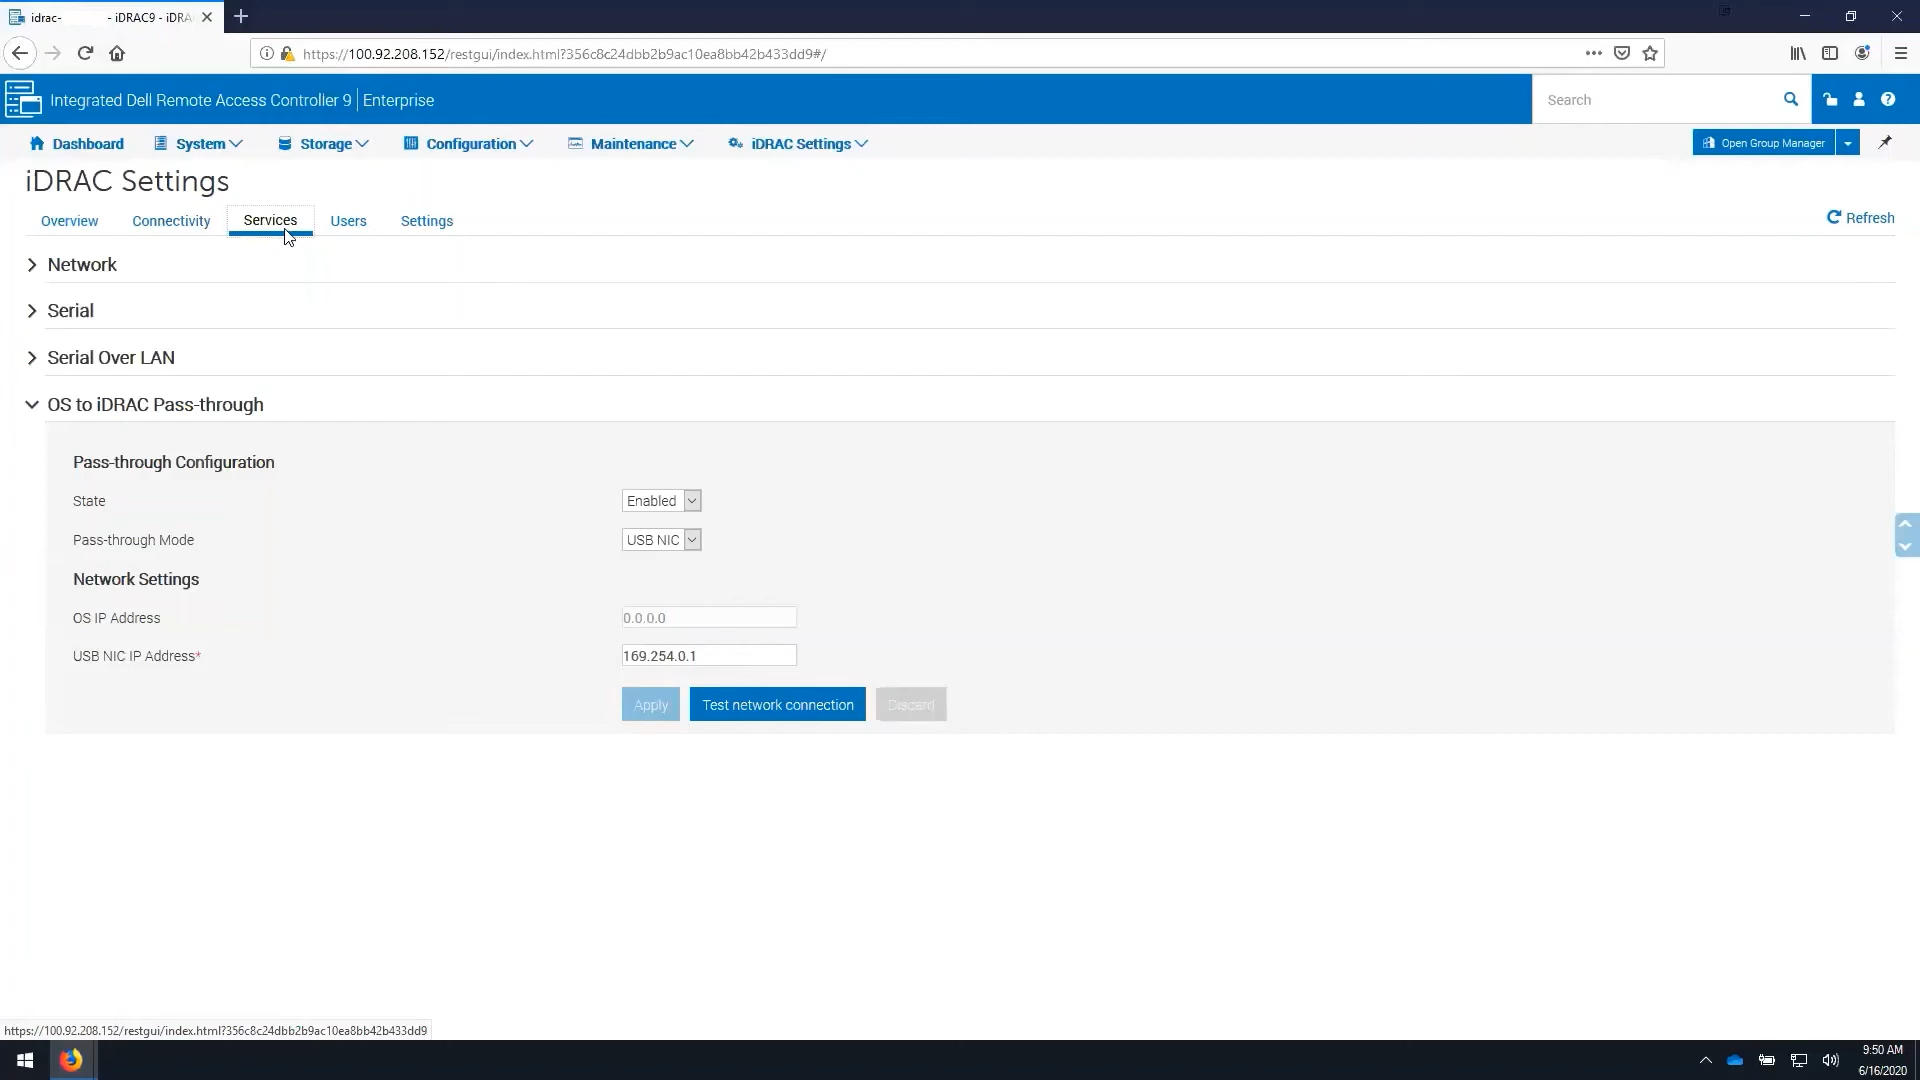 idrac- - iDRAC9 - iDRA
https://100.92.208.152/restgui/index.html?356c8c24dbb2b9ac10ea8bb42b433dd9#/
Integrated Dell Remote Access Controller 9 | Enterprise
Search
Dashboard System Storage Configuration Maintenance iDRAC Settings
Open Group Manager
iDRAC Settings
Overview Connectivity Services Users Settings
Refresh
Network
Serial
Serial Over LAN
OS to iDRAC Pass-through
Pass-through Configuration
State Enabled
Pass-through Mode USB NIC
Network Settings
OS IP Address 0.0.0.0
USB NIC IP Address* 169.254.0.1
Apply Test network connection Discard
https://100.92.208.152/restgui/index.html?356c8c24dbb2b9ac10ea8bb42b433dd9
9:50 AM
6/16/2020